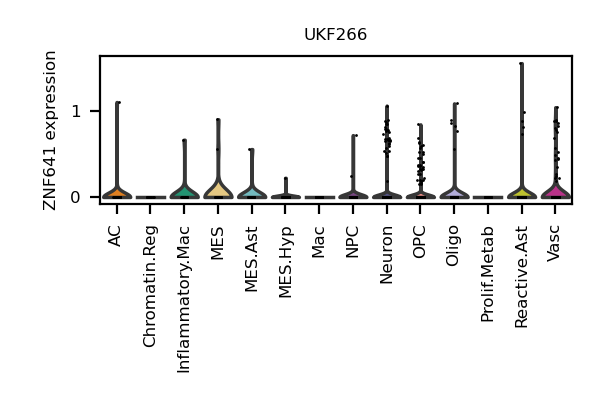 UKF266
ZNF641 expression
1
0
AC
Chromatin.Reg
Inflammatory.Mac
MES
MES.Ast
MES.Hyp
Mac
NPC
Neuron
OPC
Oligo
Prolif.Metab
Reactive.Ast
Vasc